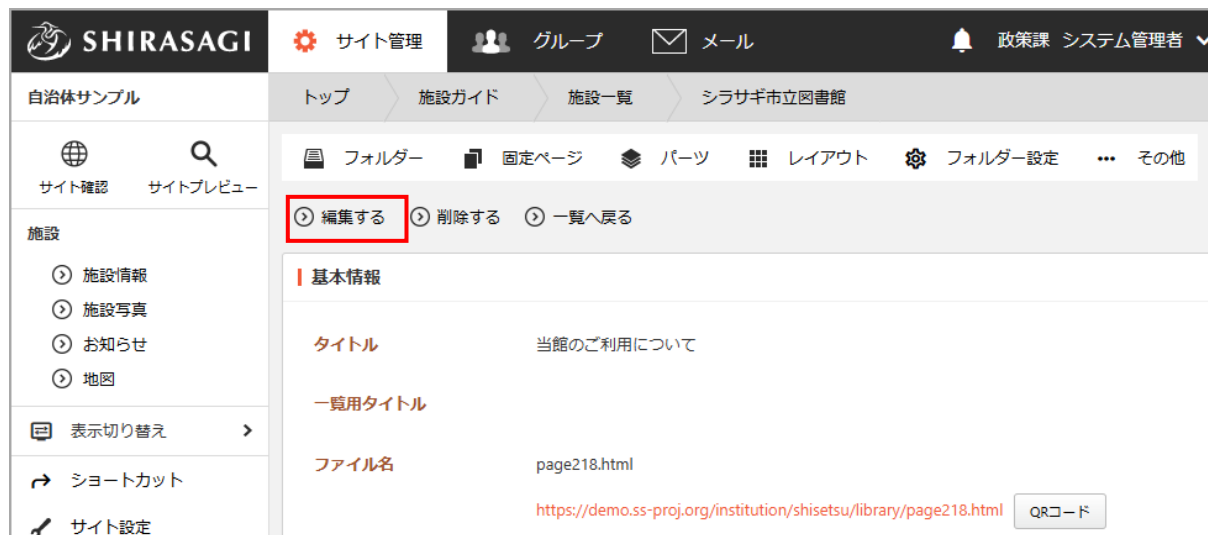 SHIRASAGI サイト管理 グループ メール 政策課 システム管理者
自治体サンプル トップ 施設ガイド 施設一覧 シラサギ市立図書館
サイト確認 サイトプレビュー
フォルダー 固定ページ パーツ レイアウト フォルダー設定 ••• その他
編集する 削除する 一覧へ戻る
施設
施設情報
施設写真
お知らせ
地図
表示切り替え
ショートカット
サイト設定
基本情報
タイトル 当館のご利用について
一覧用タイトル
ファイル名 page218.html
https://demo.ss-proj.org/institution/shisetsu/library/page218.html QRコード